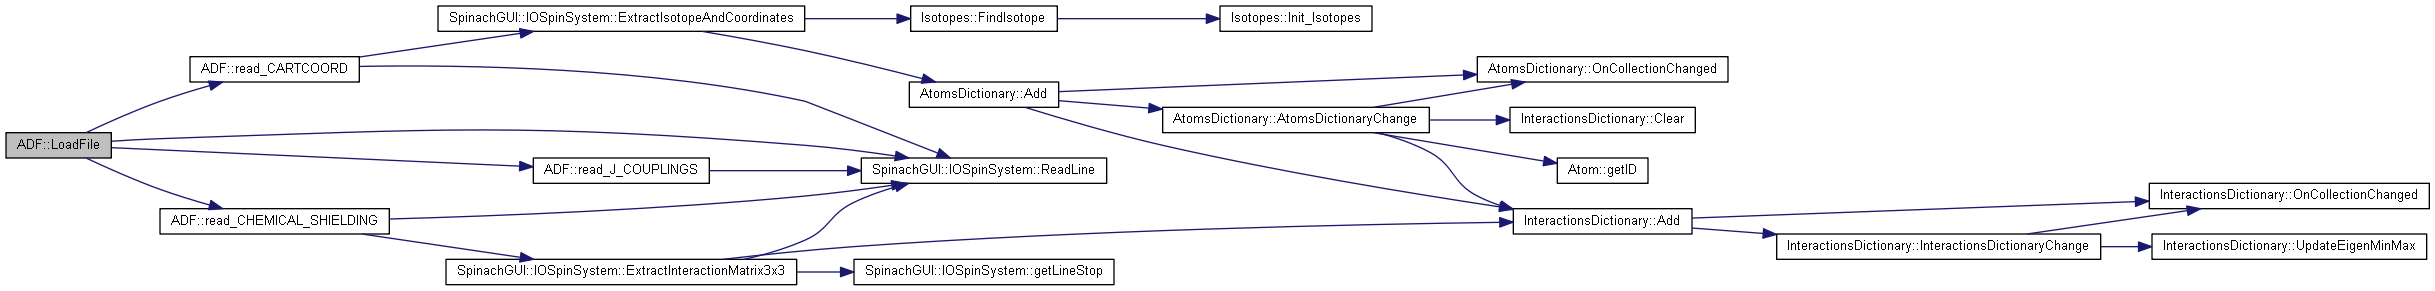 SpinachGUI::IOSpinSystem::ExtractIsotopeAndCoordinates
Isotopes::FindIsotope
Isotopes::Init_Isotopes
ADF::read_CARTCOORD
AtomsDictionary::OnCollectionChanged
AtomsDictionary::Add
AtomsDictionary::AtomsDictionaryChange
InteractionsDictionary::Clear
ADF::LoadFile
ADF::read_J_COUPLINGS
SpinachGUI::IOSpinSystem::ReadLine
Atom::getID
InteractionsDictionary::OnCollectionChanged
ADF::read_CHEMICAL_SHIELDING
InteractionsDictionary::Add
InteractionsDictionary::InteractionsDictionaryChange
InteractionsDictionary::UpdateEigenMinMax
SpinachGUI::IOSpinSystem::ExtractInteractionMatrix3x3
SpinachGUI::IOSpinSystem::getLineStop